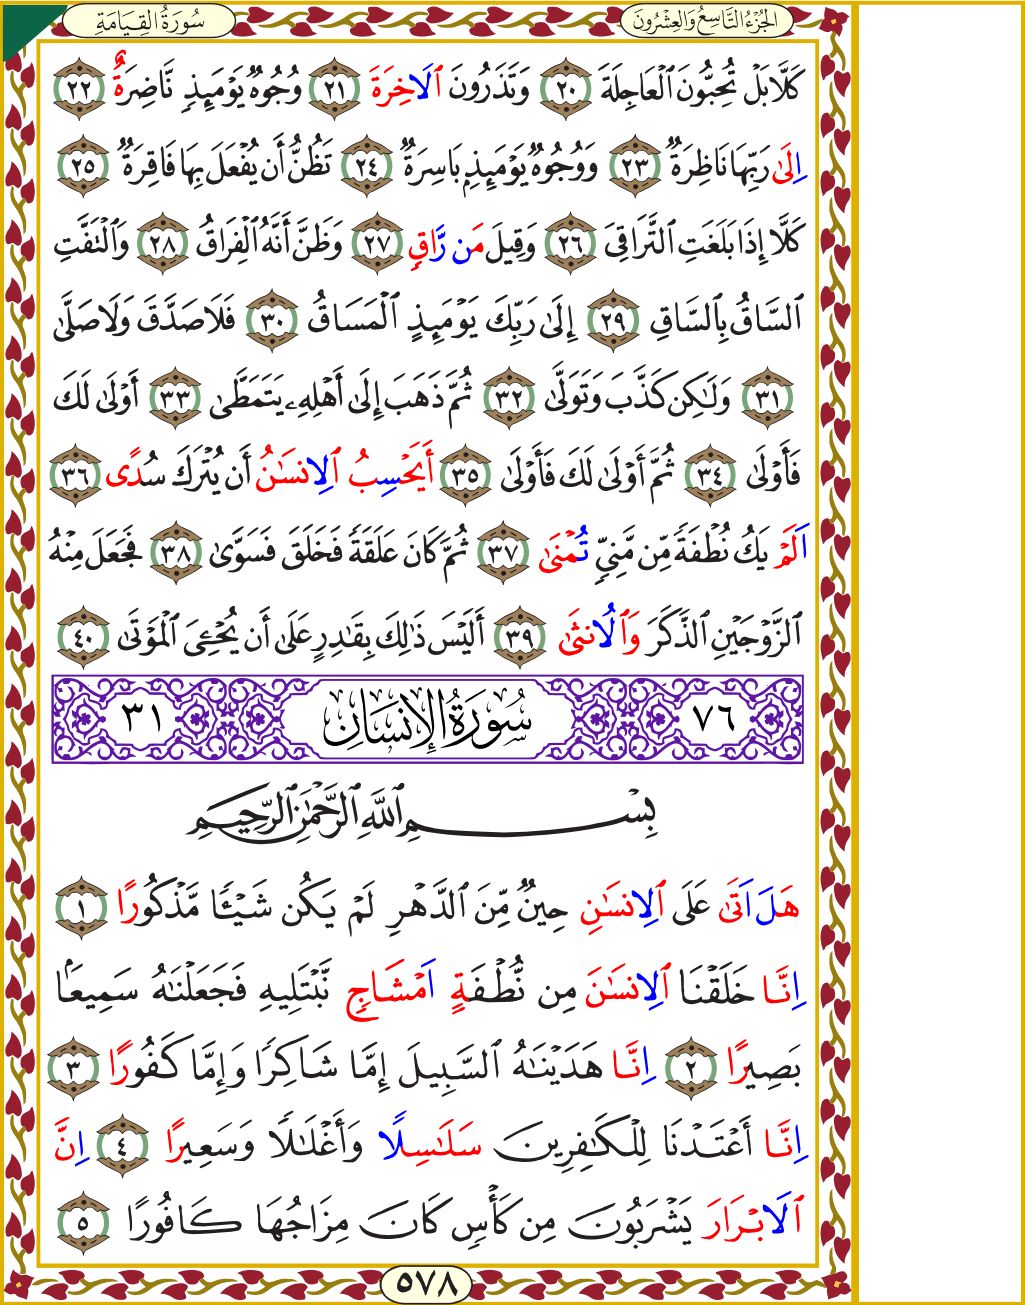 الجُزْءُ التَّاسِعُ وَالعِشْرُونَ
سُورَةُ القِيَامَةِ
كَلَّا بَلْ تُحِبُّونَ ٱلْعَاجِلَةَ ٢٠ وَتَذَرُونَ ٱلَاخِرَةَ ٢١ وُجُوهٌ يَوْمَئِذٍ نَّاضِرَةٌ ٢٢
اِلَىٰ رَبِّهَا نَاظِرَةٌ ٢٣ وَوُجُوهٌ يَوْمَئِذٍ بَاسِرَةٌ ٢٤ تَظُنُّ أَن يُفْعَلَ بِهَا فَاقِرَةٌ ٢٥
كَلَّا إِذَا بَلَغَتِ ٱلتَّرَاقِيَ ٢٦ وَقِيلَ مَن رَّاقٍ ٢٧ وَظَنَّ أَنَّهُ ٱلْفِرَاقُ ٢٨ وَٱلْتَفَّتِ
ٱلسَّاقُ بِٱلسَّاقِ ٢٩ إِلَىٰ رَبِّكَ يَوْمَئِذٍ ٱلْمَسَاقُ ٣٠ فَلَا صَدَّقَ وَلَا صَلَّىٰ
٣١ وَلَٰكِن كَذَّبَ وَتَوَلَّىٰ ٣٢ ثُمَّ ذَهَبَ إِلَىٰ أَهْلِهِۦ يَتَمَطَّىٰ ٣٣ أَوْلَىٰ لَكَ
فَأَوْلَىٰ ٣٤ ثُمَّ أَوْلَىٰ لَكَ فَأَوْلَىٰ ٣٥ أَيَحْسِبُ ٱلِانسَٰنُ أَن يُتْرَكَ سُدًى ٣٦
اَلَمْ يَكُ نُطْفَةً مِّن مَّنِىٍّ تُمْنَىٰ ٣٧ ثُمَّ كَانَ عَلَقَةً فَخَلَقَ فَسَوَّىٰ ٣٨ فَجَعَلَ مِنْهُ
ٱلزَّوْجَيْنِ ٱلذَّكَرَ وَٱلُانثَىٰ ٣٩ أَلَيْسَ ذَٰلِكَ بِقَٰدِرٍ عَلَىٰ أَن يُحْـِۧىَ ٱلْمَوْتَىٰ ٤٠
٧٦ سُورَةُ الإِنسَانِ ٣١
بِسْمِ ٱللَّهِ ٱلرَّحْمَٰنِ ٱلرَّحِيمِ
هَلَ اَتَىٰ عَلَى ٱلِانسَٰنِ حِينٌ مِّنَ ٱلدَّهْرِ لَمْ يَكُن شَيْـًٔا مَّذْكُورًا ١
اِنَّا خَلَقْنَا ٱلِانسَٰنَ مِن نُّطْفَةٍ اَمْشَاجٍ نَّبْتَلِيهِ فَجَعَلْنَٰهُ سَمِيعًۢا
بَصِيرًا ٢ اِنَّا هَدَيْنَٰهُ ٱلسَّبِيلَ إِمَّا شَاكِرًا وَإِمَّا كَفُورًا ٣
اِنَّا أَعْتَدْنَا لِلْكَٰفِرِينَ سَلَٰسِلًا وَأَغْلَٰلًا وَسَعِيرًا ٤ اِنَّ
ٱلَابْرَارَ يَشْرَبُونَ مِن كَأْسٍ كَانَ مِزَاجُهَا كَافُورًا ٥
٥٧٨